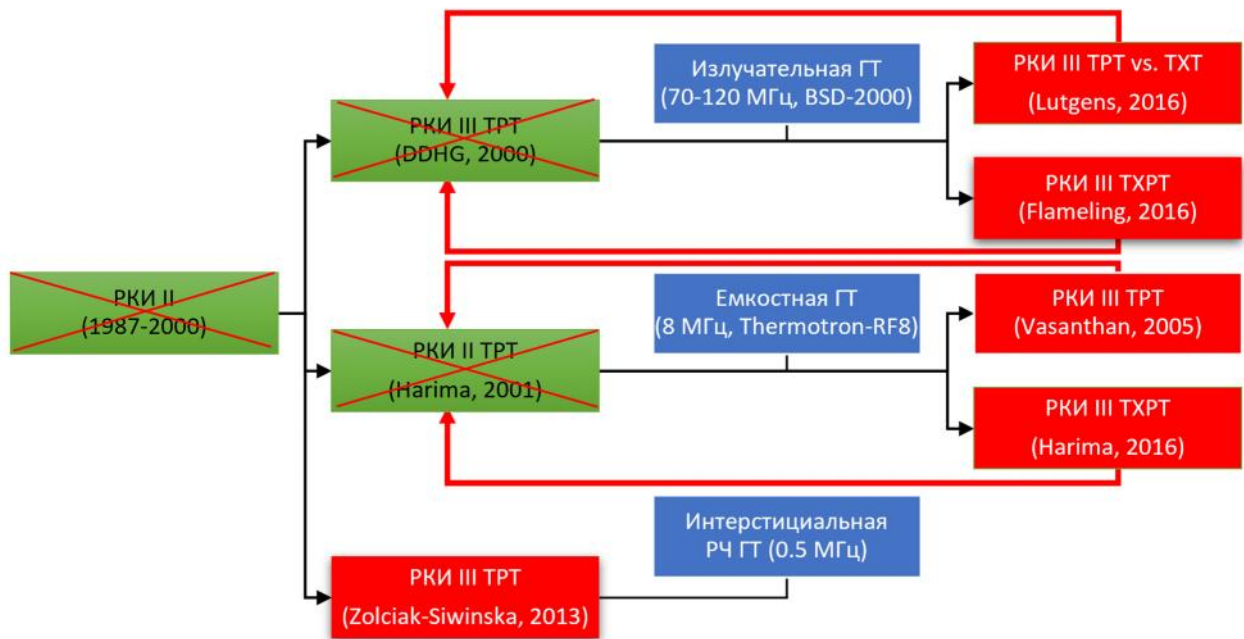 РКИ II
(1987-2000)
РКИ III ТРТ
(DDHG, 2000)
Излучательная ГТ
(70-120 МГц, BSD-2000)
РКИ III ТРТ vs. ТХТ
(Lutgens, 2016)
РКИ III ТХРТ
(Flameling, 2016)
РКИ II ТРТ
(Harima, 2001)
Емкостная ГТ
(8 МГц, Thermotron-RF8)
РКИ III ТРТ
(Vasanthan, 2005)
РКИ III ТХРТ
(Harima, 2016)
РКИ III ТРТ
(Zolciak-Siwinska, 2013)
Интерстициальная
РЧ ГТ (0.5 МГц)